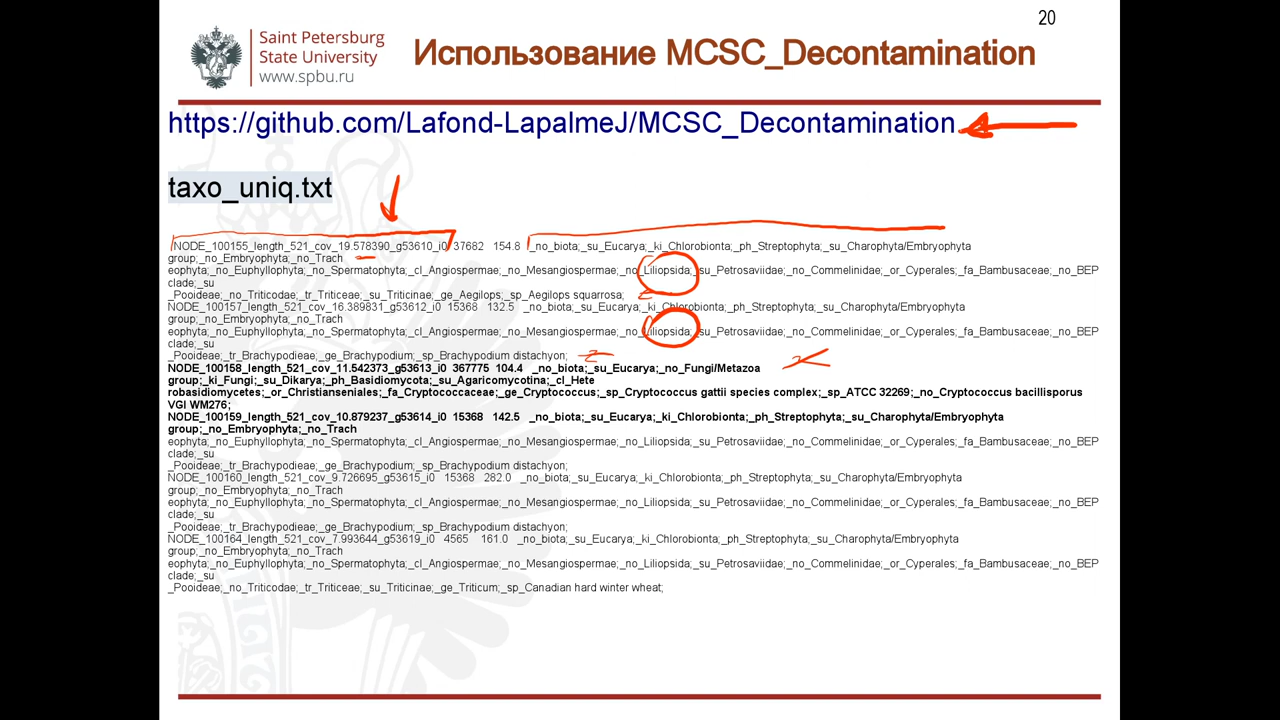 20
Saint Petersburg
State University
www.spbu.ru
Использование MCSC_Decontamination
https://github.com/Lafond-LapalmeJ/MCSC_Decontamination
taxo_uniq.txt
NODE_100155_length_521_cov_19.578390_g53610_i0 37682 154.8 _no_biota;_su_Eucarya;_ki_Chlorobionta;_ph_Streptophyta;_su_Charophyta/Embryophyta
group;_no_Embryophyta;_no_Trach
eophyta;_no_Euphyllophyta;_no_Spermatophyta;_cl_Angiospermae;_no_Mesangiospermae;_no_Liliopsida;_su_Petrosaviidae;_no_Commelinidae;_or_Cyperales;_fa_Bambusaceae;_no_BEP
clade;_su
_Pooideae;_no_Triticodae;_tr_Triticeae;_su_Triticinae;_ge_Aegilops;_sp_Aegilops squarrosa;
NODE_100157_length_521_cov_16.389831_g53612_i0 15368 132.5 _no_biota;_su_Eucarya;_ki_Chlorobionta;_ph_Streptophyta;_su_Charophyta/Embryophyta
group;_no_Embryophyta;_no_Trach
eophyta;_no_Euphyllophyta;_no_Spermatophyta;_cl_Angiospermae;_no_Mesangiospermae;_no_Liliopsida;_su_Petrosaviidae;_no_Commelinidae;_or_Cyperales;_fa_Bambusaceae;_no_BEP
clade;_su
_Pooideae;_tr_Brachypodieae;_ge_Brachypodium;_sp_Brachypodium distachyon;
NODE_100158_length_521_cov_11.542373_g53613_i0 367775 104.4 _no_biota;_su_Eucarya;_no_Fungi/Metazoa
group;_ki_Fungi;_su_Dikarya;_ph_Basidiomycota;_su_Agaricomycotina;_cl_Hete
robasidiomycetes;_or_Christianseniales;_fa_Cryptococcaceae;_ge_Cryptococcus;_sp_Cryptococcus gattii species complex;_sp_ATCC 32269;_no_Cryptococcus bacillisporus
VGI WM276;
NODE_100159_length_521_cov_10.879237_g53614_i0 15368 142.5 _no_biota;_su_Eucarya;_ki_Chlorobionta;_ph_Streptophyta;_su_Charophyta/Embryophyta
group;_no_Embryophyta;_no_Trach
eophyta;_no_Euphyllophyta;_no_Spermatophyta;_cl_Angiospermae;_no_Mesangiospermae;_no_Liliopsida;_su_Petrosaviidae;_no_Commelinidae;_or_Cyperales;_fa_Bambusaceae;_no_BEP
clade;_su
_Pooideae;_tr_Brachypodieae;_ge_Brachypodium;_sp_Brachypodium distachyon;
NODE_100160_length_521_cov_9.726695_g53615_i0 15368 282.0 _no_biota;_su_Eucarya;_ki_Chlorobionta;_ph_Streptophyta;_su_Charophyta/Embryophyta
group;_no_Embryophyta;_no_Trach
eophyta;_no_Euphyllophyta;_no_Spermatophyta;_cl_Angiospermae;_no_Mesangiospermae;_no_Liliopsida;_su_Petrosaviidae;_no_Commelinidae;_or_Cyperales;_fa_Bambusaceae;_no_BEP
clade;_su
_Pooideae;_tr_Brachypodieae;_ge_Brachypodium;_sp_Brachypodium distachyon;
NODE_100164_length_521_cov_7.993644_g53619_i0 4565 161.0 _no_biota;_su_Eucarya;_ki_Chlorobionta;_ph_Streptophyta;_su_Charophyta/Embryophyta
group;_no_Embryophyta;_no_Trach
eophyta;_no_Euphyllophyta;_no_Spermatophyta;_cl_Angiospermae;_no_Mesangiospermae;_no_Liliopsida;_su_Petrosaviidae;_no_Commelinidae;_or_Cyperales;_fa_Bambusaceae;_no_BEP
clade;_su
_Pooideae;_no_Triticodae;_tr_Triticeae;_su_Triticinae;_ge_Triticum;_sp_Canadian hard winter wheat;